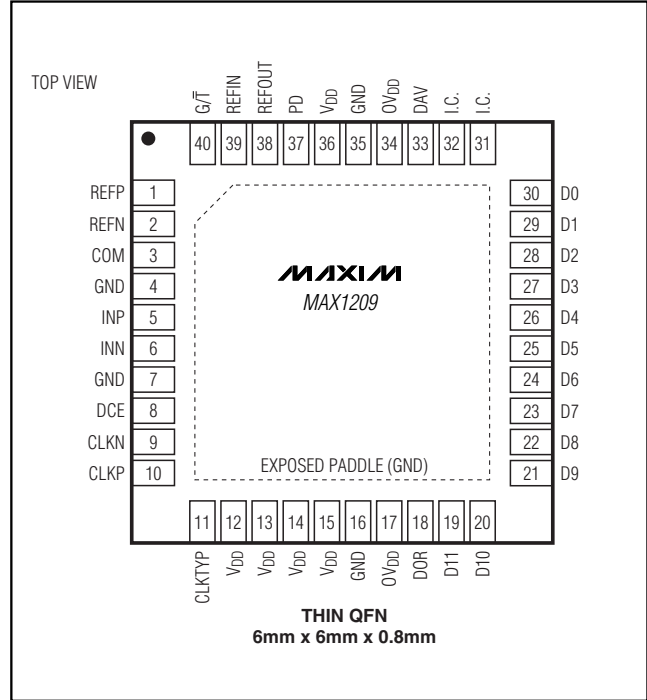 TOP VIEW
G/T̅ REFIN REFOUT PD VDD GND OVDD DAV I.C. I.C.
40 39 38 37 36 35 34 33 32 31
REFP 1
REFN 2
COM 3
GND 4
INP 5
INN 6
GND 7
DCE 8
CLKN 9
CLKP 10
MAXIM
MAX1209
EXPOSED PADDLE (GND)
30 D0
29 D1
28 D2
27 D3
26 D4
25 D5
24 D6
23 D7
22 D8
21 D9
11 12 13 14 15 16 17 18 19 20
CLKTYP VDD VDD VDD VDD GND OVDD DOR D11 D10
THIN QFN
6mm x 6mm x 0.8mm